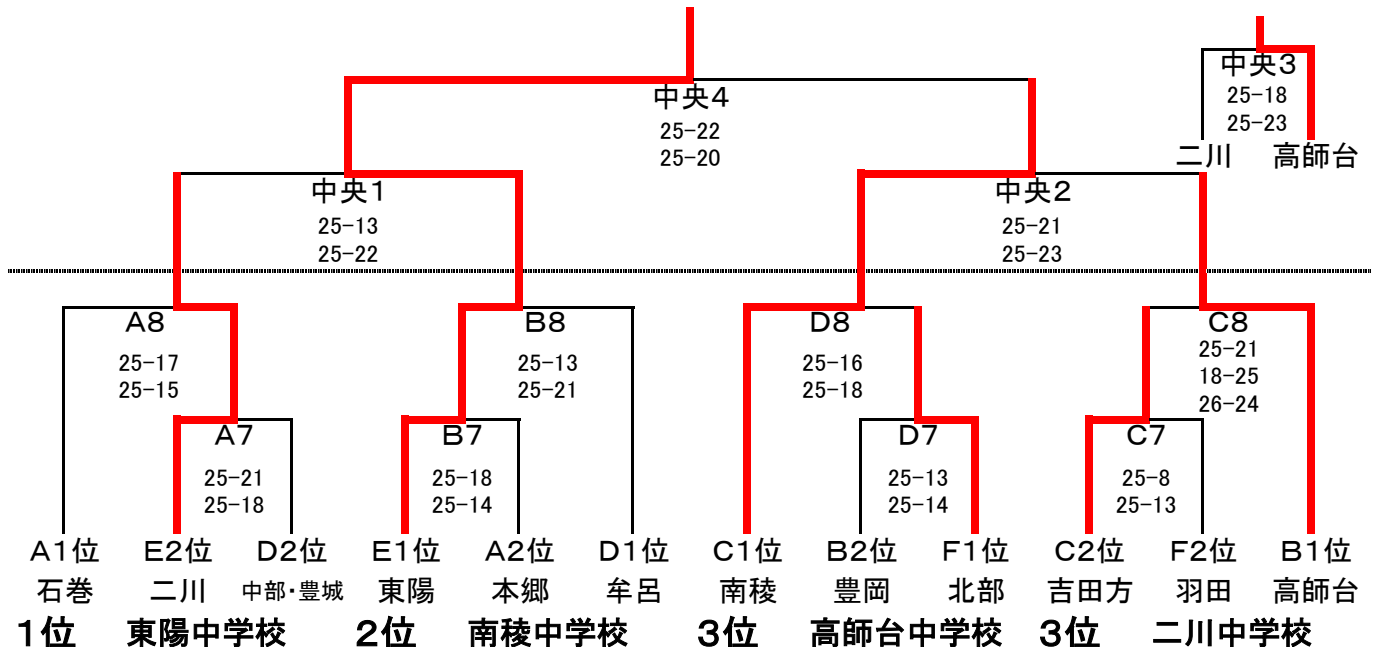 中央4
25-22
25-20
中央3
25-18
25-23
二川 高師台
中央1
25-13
25-22
中央2
25-21
25-23
A8
25-17
25-15
B8
25-13
25-21
D8
25-16
25-18
C8
25-21
18-25
26-24
A7
25-21
25-18
B7
25-18
25-14
D7
25-13
25-14
C7
25-8
25-13
A1位 E2位 D2位 E1位 A2位 D1位 C1位 B2位 F1位 C2位 F2位 B1位
石巻 二川 中部・豊城 東陽 本郷 牟呂 南稜 豊岡 北部 吉田方 羽田 高師台
1位 東陽中学校 2位 南稜中学校 3位 高師台中学校 3位 二川中学校